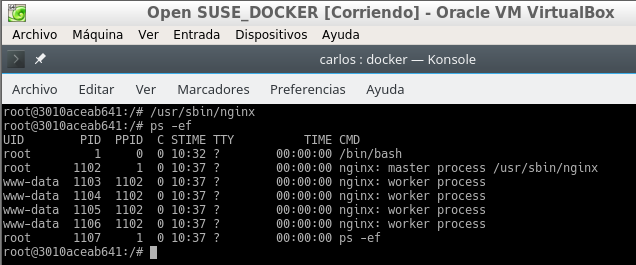 Open SUSE_DOCKER [Corriendo] - Oracle VM VirtualBox
Archivo Máquina Ver Entrada Dispositivos Ayuda
carlos : docker — Konsole
Archivo Editar Ver Marcadores Preferencias Ayuda
root@3010aceab641:/# /usr/sbin/nginx
root@3010aceab641:/# ps -ef
UID        PID  PPID  C STIME TTY          TIME CMD
root         1     0  0 10:32 ?        00:00:00 /bin/bash
root      1102     1  0 10:37 ?        00:00:00 nginx: master process /usr/sbin/nginx
www-data  1103  1102  0 10:37 ?        00:00:00 nginx: worker process
www-data  1104  1102  0 10:37 ?        00:00:00 nginx: worker process
www-data  1105  1102  0 10:37 ?        00:00:00 nginx: worker process
www-data  1106  1102  0 10:37 ?        00:00:00 nginx: worker process
root      1107     1  0 10:37 ?        00:00:00 ps -ef
root@3010aceab641:/#